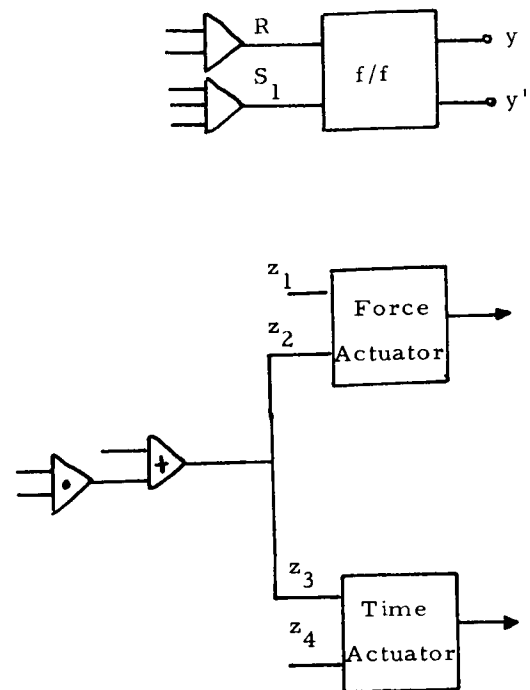 R
y
f/f
S₁
y'
z₁
Force
z₂
Actuator
+
•
z₃
Time
z₄
Actuator